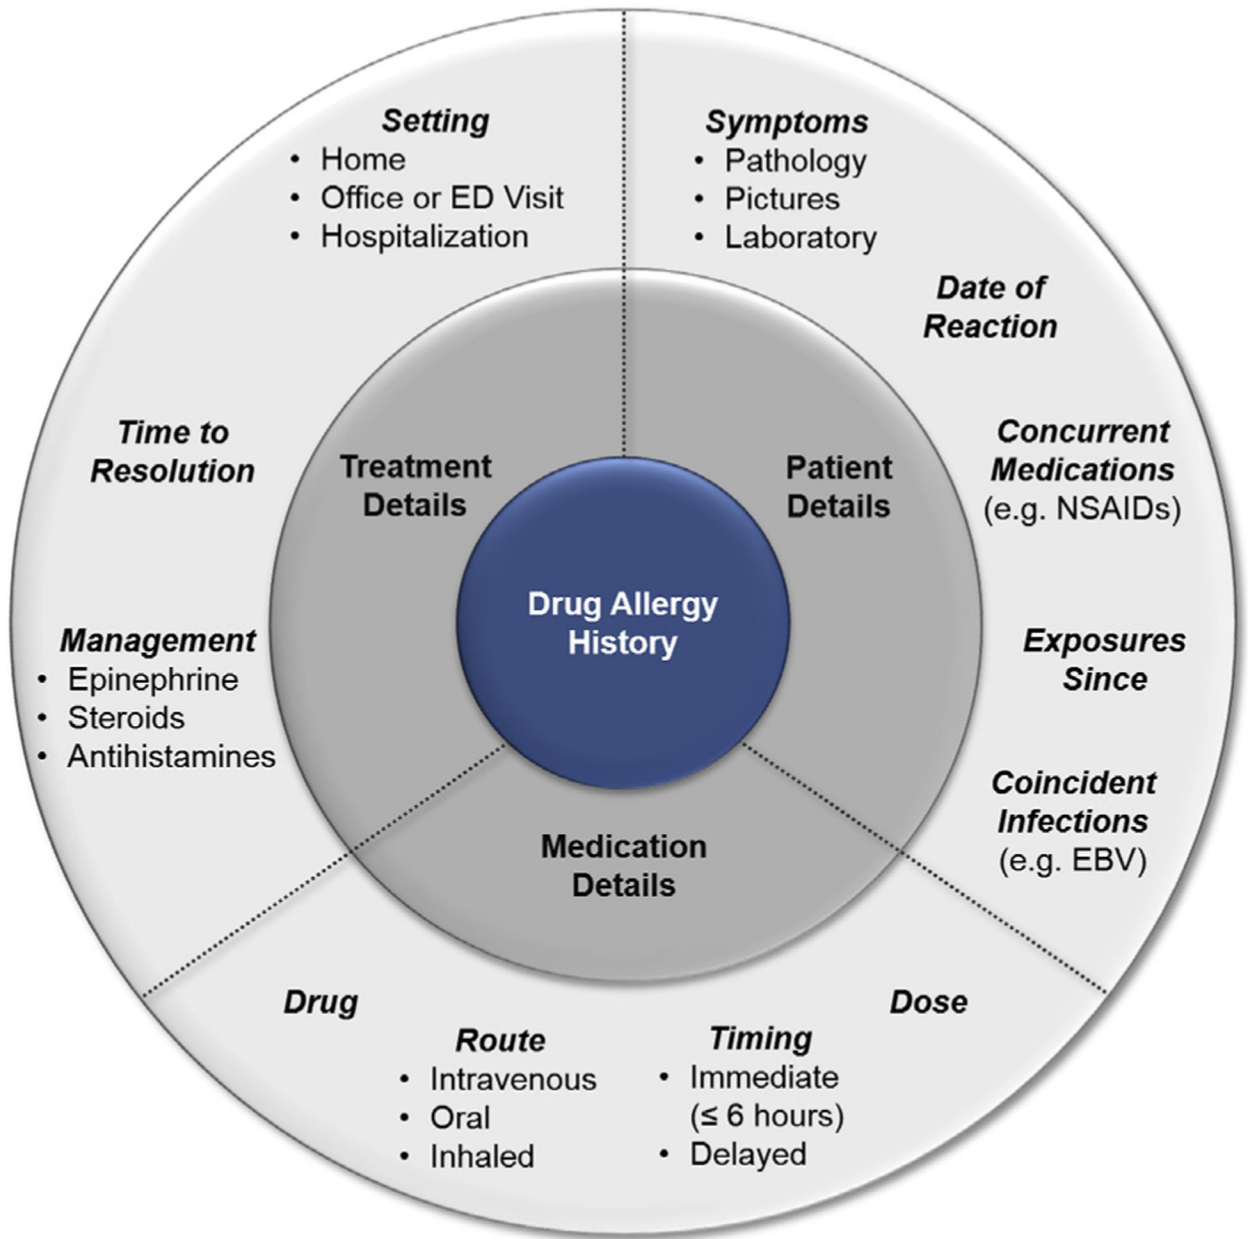 Setting
• Home
• Office or ED Visit
• Hospitalization
Symptoms
• Pathology
• Pictures
• Laboratory
Date of
Reaction
Concurrent
Medications
(e.g. NSAIDs)
Exposures
Since
Coincident
Infections
(e.g. EBV)
Time to
Resolution
Management
• Epinephrine
• Steroids
• Antihistamines
Treatment
Details
Patient
Details
Drug Allergy
History
Medication
Details
Drug
Route
• Intravenous
• Oral
• Inhaled
Timing
• Immediate
(≤ 6 hours)
• Delayed
Dose